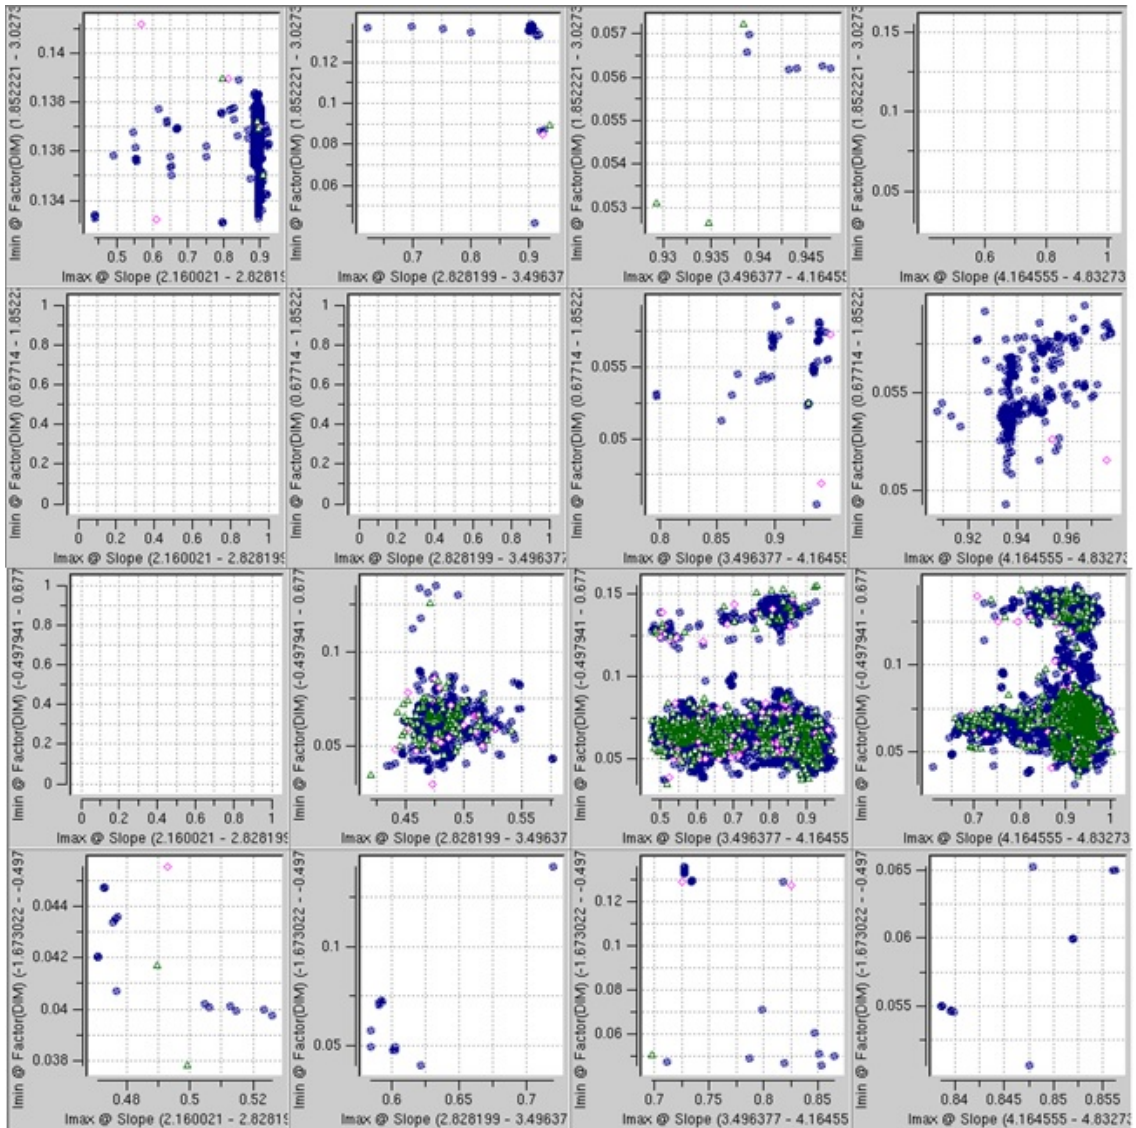 Imin @ Factor(DIM) (1.852221 - 3.0273
0.14
0.138
0.136
0.134
0.5 0.6 0.7 0.8 0.9
Imax @ Slope (2.160021 - 2.82819
Imin @ Factor(DIM) (1.852221 - 3.0273
0.12
0.1
0.08
0.06
0.7 0.8 0.9
Imax @ Slope (2.828199 - 3.49637
Imin @ Factor(DIM) (1.852221 - 3.0273
0.057
0.056
0.055
0.054
0.053
0.93 0.935 0.94 0.945
Imax @ Slope (3.496377 - 4.16455
Imin @ Factor(DIM) (1.852221 - 3.0273
0.15
0.1
0.05
0.6 0.8 1
Imax @ Slope (4.164555 - 4.83273
Imin @ Factor(DIM) (0.67714 - 1.85222
1
0.8
0.6
0.4
0.2
0
0 0.2 0.4 0.6 0.8 1
Imax @ Slope (2.160021 - 2.828199
Imin @ Factor(DIM) (0.67714 - 1.8522
1
0.8
0.6
0.4
0.2
0
0 0.2 0.4 0.6 0.8 1
Imax @ Slope (2.828199 - 3.496377
Imin @ Factor(DIM) (0.67714 - 1.8522
0.055
0.05
0.8 0.85 0.9
Imax @ Slope (3.496377 - 4.16455
Imin @ Factor(DIM) (0.67714 - 1.8522
0.055
0.05
0.92 0.94 0.96
Imax @ Slope (4.164555 - 4.83273
Imin @ Factor(DIM) (-0.497941 - 0.677
1
0.8
0.6
0.4
0.2
0
0 0.2 0.4 0.6 0.8 1
Imax @ Slope (2.160021 - 2.828199
Imin @ Factor(DIM) (-0.497941 - 0.677
0.1
0.05
0.45 0.5 0.55
Imax @ Slope (2.828199 - 3.49637
Imin @ Factor(DIM) (-0.497941 - 0.677
0.15
0.1
0.05
0.5 0.6 0.7 0.8 0.9
Imax @ Slope (3.496377 - 4.16455
Imin @ Factor(DIM) (-0.497941 - 0.677
0.1
0.05
0.7 0.8 0.9 1
Imax @ Slope (4.164555 - 4.83273
Imin @ Factor(DIM) (-1.673022 - -0.497
0.044
0.042
0.04
0.038
0.48 0.5 0.52
Imax @ Slope (2.160021 - 2.82819
Imin @ Factor(DIM) (-1.673022 - -0.497
0.1
0.05
0.6 0.7
Imax @ Slope (2.828199 - 3.49637
Imin @ Factor(DIM) (-1.673022 - -0.497
0.12
0.1
0.08
0.06
0.7 0.75 0.8 0.85
Imax @ Slope (3.496377 - 4.16455
Imin @ Factor(DIM) (-1.673022 - -0.497
0.065
0.06
0.055
0.84 0.845 0.85 0.855
Imax @ Slope (4.164555 - 4.83273